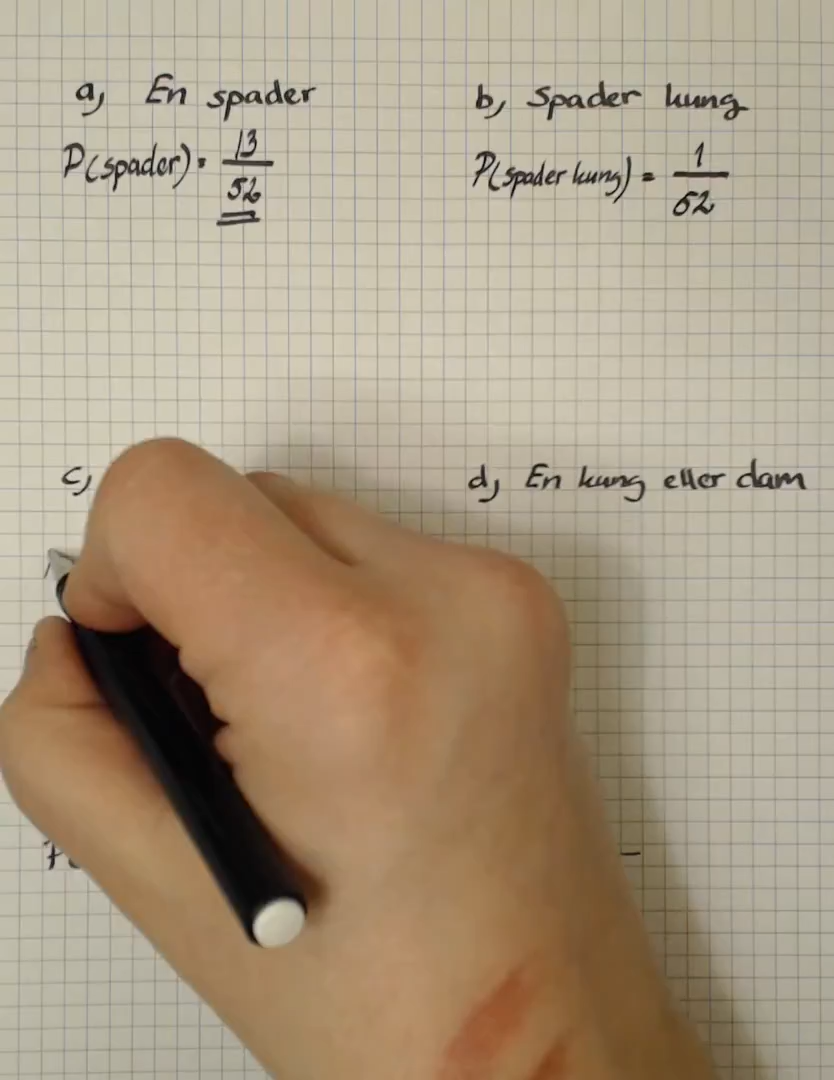 a, En spader
P(spader) = 13/52
b, Spader kung
P(spader kung) = 1/52
c,
d, En kung eller dam